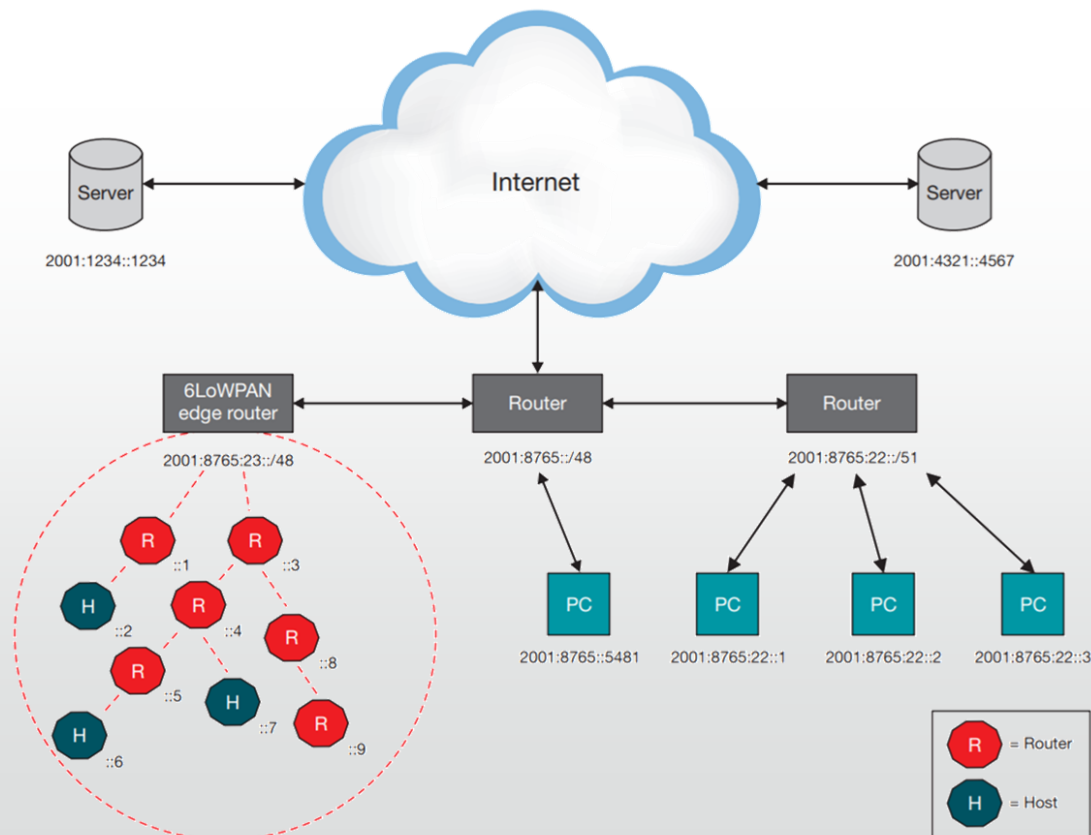 Internet
Server
Server
2001:1234::1234
2001:4321::4567
6LoWPAN
edge router
Router
Router
2001:8765:23::/48
2001:8765::/48
2001:8765:22::/51
R
::1
R
::3
H
::2
R
::4
R
::8
R
::5
H
::7
R
::9
H
::6
PC
PC
PC
PC
2001:8765::5481
2001:8765:22::1
2001:8765:22::2
2001:8765:22::3
R = Router
H = Host